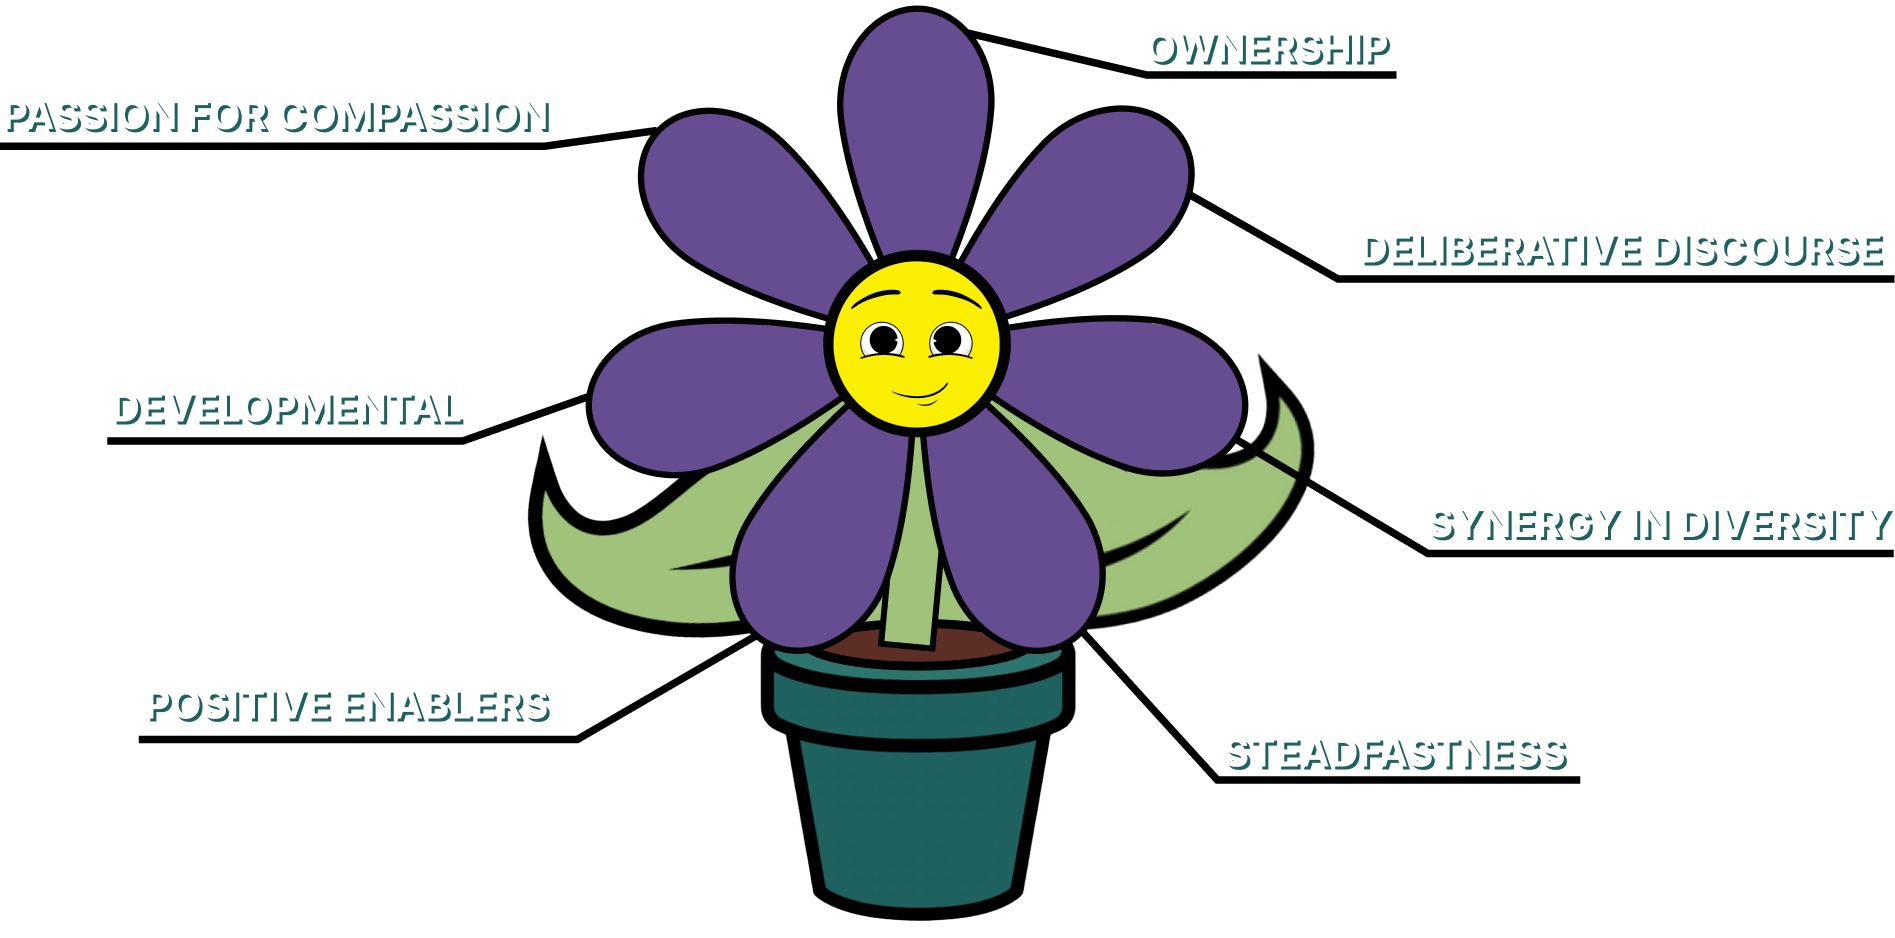 OWNERSHIP
PASSION FOR COMPASSION
DELIBERATIVE DISCOURSE
DEVELOPMENTAL
SYNERGY IN DIVERSITY
POSITIVE ENABLERS
STEADFASTNESS